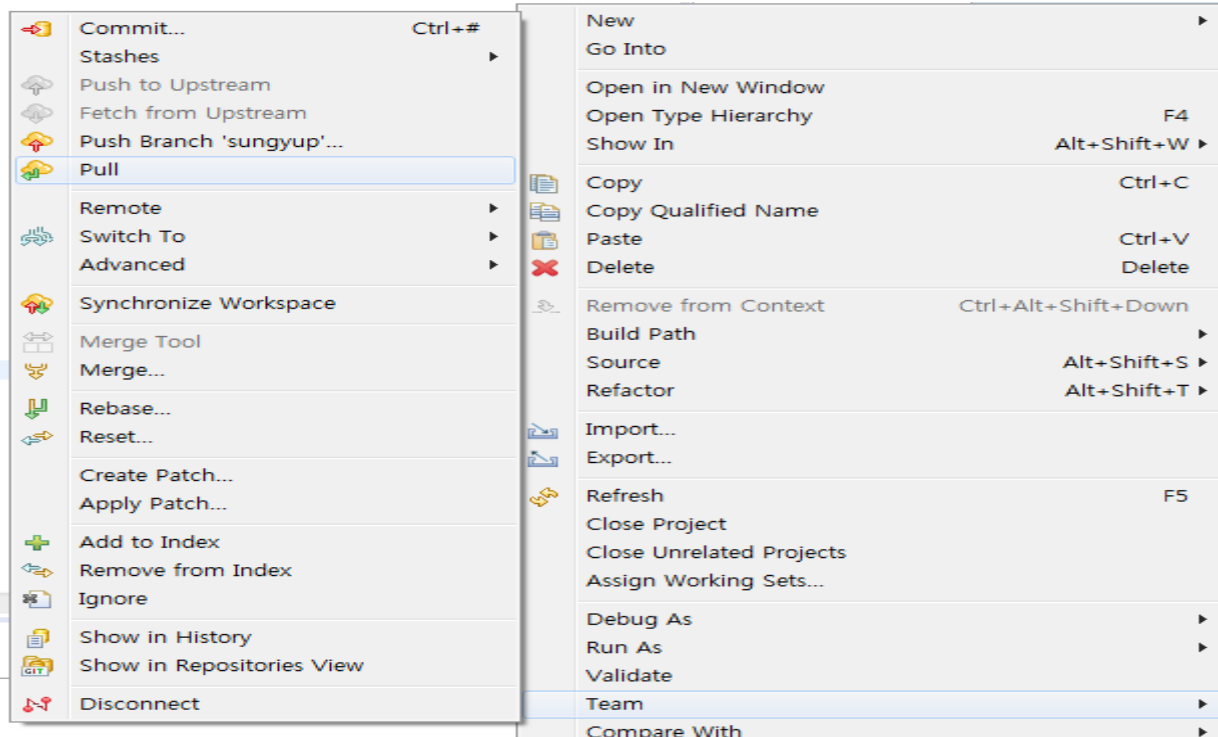 Commit... Ctrl+#
Stashes
Push to Upstream
Fetch from Upstream
Push Branch 'sungyup'...
Pull
Remote
Switch To
Advanced
Synchronize Workspace
Merge Tool
Merge...
Rebase...
Reset...
Create Patch...
Apply Patch...
Add to Index
Remove from Index
Ignore
Show in History
GIT Show in Repositories View
Disconnect
New
Go Into
Open in New Window
Open Type Hierarchy F4
Show In Alt+Shift+W
Copy Ctrl+C
Copy Qualified Name
Paste Ctrl+V
Delete Delete
Remove from Context Ctrl+Alt+Shift+Down
Build Path
Source Alt+Shift+S
Refactor Alt+Shift+T
Import...
Export...
Refresh F5
Close Project
Close Unrelated Projects
Assign Working Sets...
Debug As
Run As
Validate
Team
Compare With